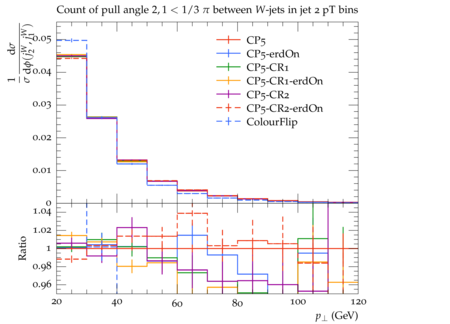 Count of pull angle 2, 1 < 1/3 π between W-jets in jet 2 pT bins
1/σ dσ/dϕ(j₂^W, j₁^W)
0.05
0.04
0.03
0.02
0.01
0
CP5
CP5-erdOn
CP5-CR1
CP5-CR1-erdOn
CP5-CR2
CP5-CR2-erdOn
ColourFlip
Ratio
1.04
1.02
1
0.98
0.96
20 40 60 80 100 120
p⊥ (GeV)